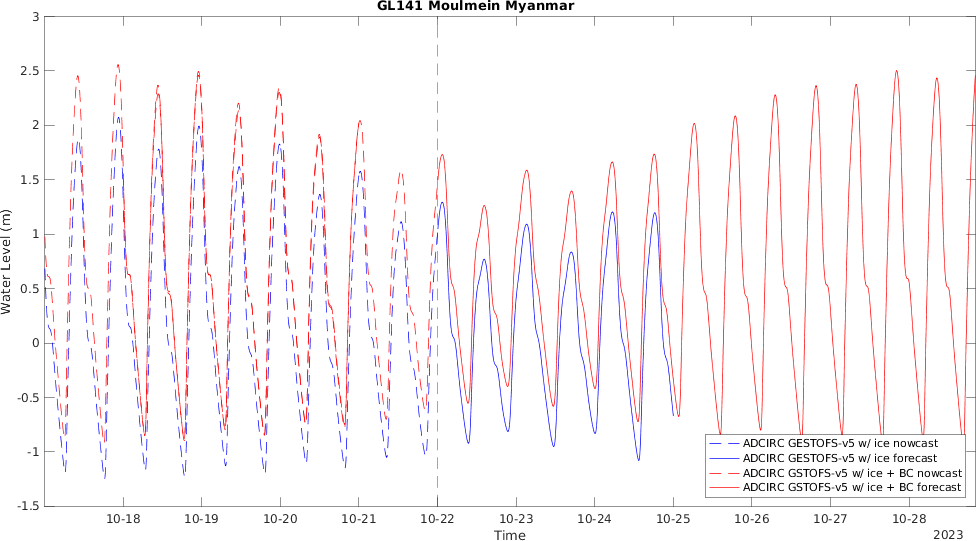 GL141 Moulmein Myanmar
Water Level (m)
3
2.5
2
1.5
1
0.5
0
-0.5
-1
-1.5
ADCIRC GESTOFS-v5 w/ ice nowcast
ADCIRC GESTOFS-v5 w/ ice forecast
ADCIRC GSTOFS-v5 w/ ice + BC nowcast
ADCIRC GSTOFS-v5 w/ ice + BC forecast
10-18 10-19 10-20 10-21 10-22 10-23 10-24 10-25 10-26 10-27 10-28
Time
2023